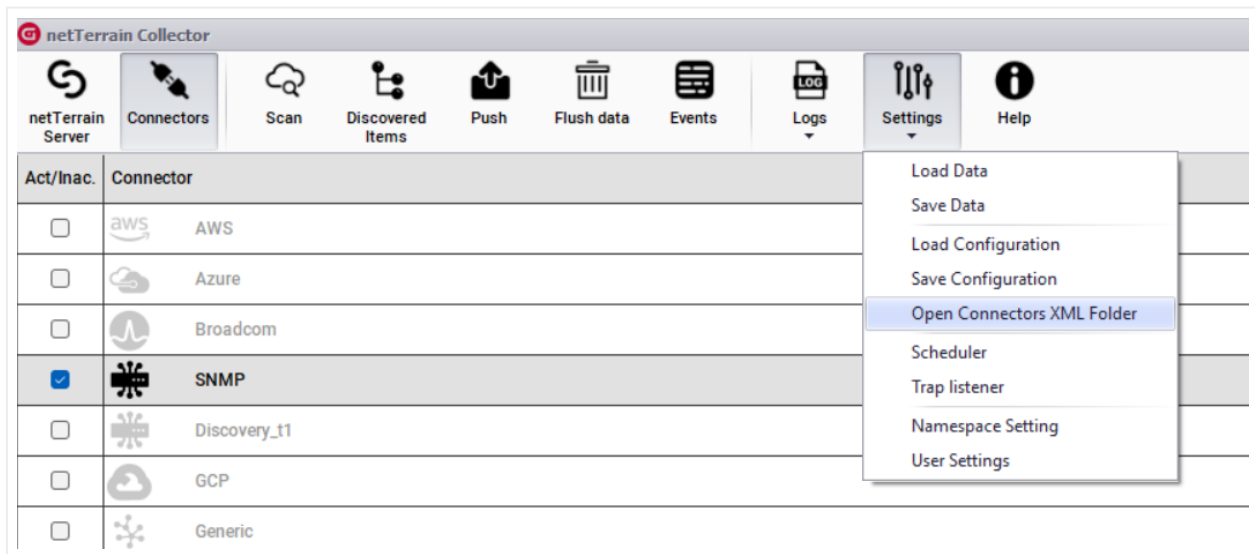 netTerrain Collector
netTerrain
Server
Connectors
Scan
Discovered
Items
Push
Flush data
Events
LOG
Logs
Settings
Help
Act/Inac.
Connector
aws
AWS
Azure
Broadcom
SNMP
Discovery_t1
GCP
Generic
Load Data
Save Data
Load Configuration
Save Configuration
Open Connectors XML Folder
Scheduler
Trap listener
Namespace Setting
User Settings